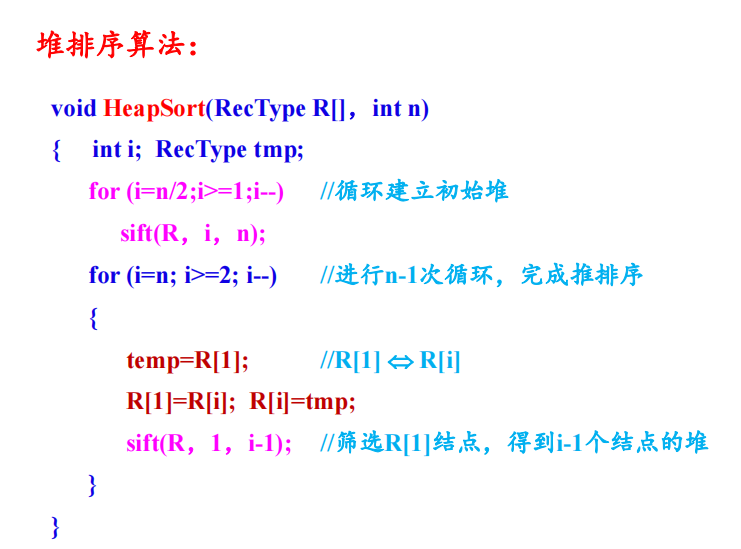 堆排序算法：
void HeapSort(RecType R[]，int n)
{ int i; RecType tmp;
for (i=n/2;i>=1;i--) //循环建立初始堆
sift(R，i，n);
for (i=n; i>=2; i--) //进行n-1次循环，完成推排序
{
temp=R[1]; //R[1] ⇔ R[i]
R[1]=R[i]; R[i]=tmp;
sift(R，1，i-1); //筛选R[1]结点，得到i-1个结点的堆
}
}